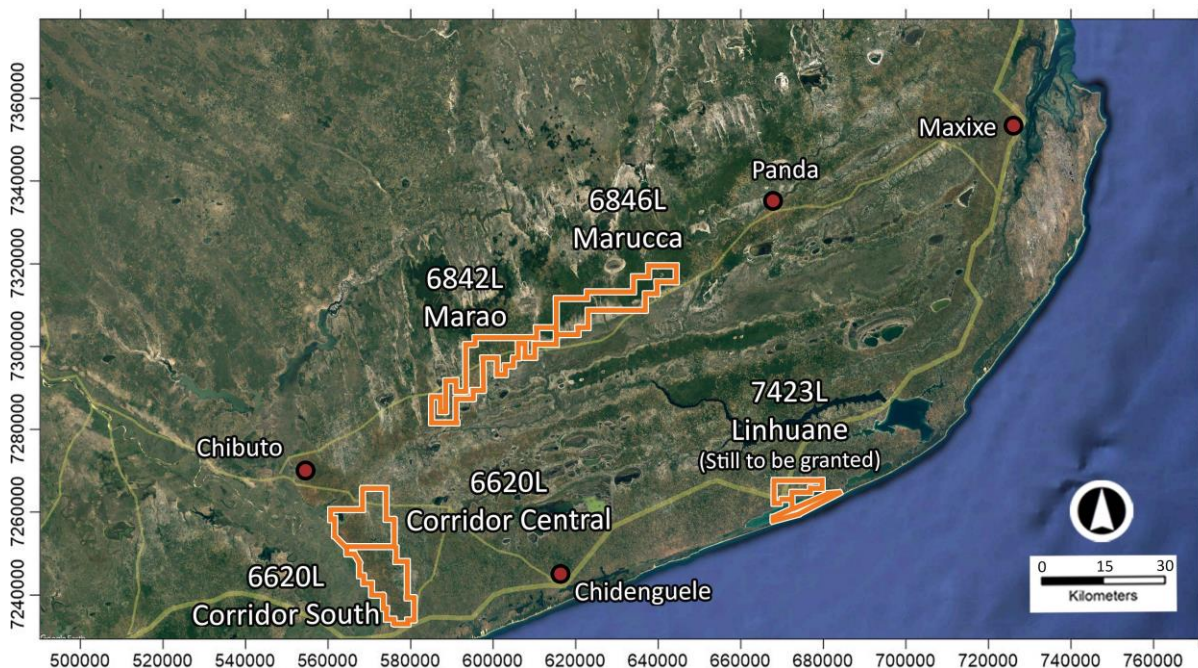 Maxixe
Panda
6846L
Marucca
6842L
Marao
7423L
Linhuane
(Still to be granted)
Chibuto
6620L
Corridor Central
6620L
Corridor South
Chidenguele
0 15 30
Kilometers
7360000
7340000
7320000
7300000
7280000
7260000
7240000
500000 520000 540000 560000 580000 600000 620000 640000 660000 680000 700000 720000 740000
Google Earth